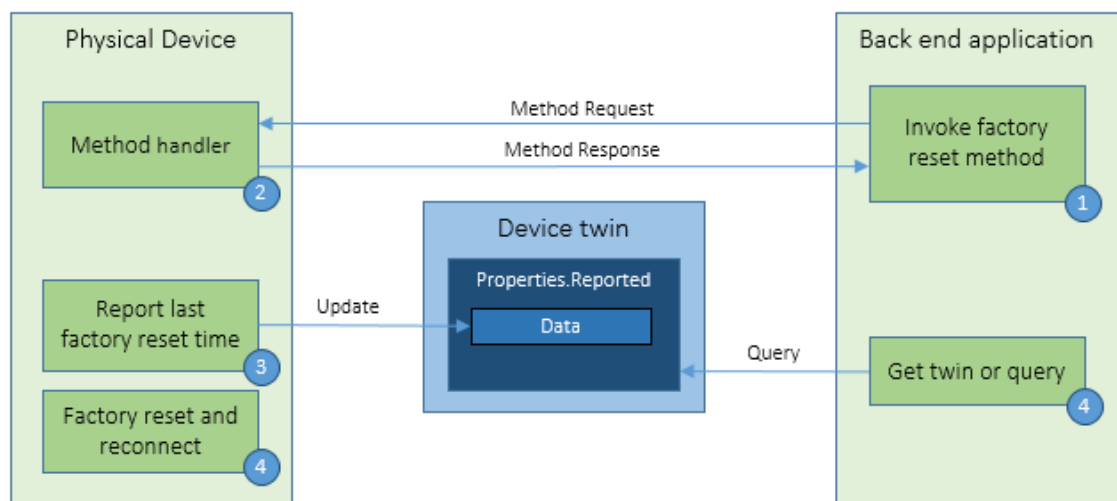 Physical Device
Back end application
Method Request
Method handler
2
Invoke factory
reset method
1
Method Response
Device twin
Properties.Reported
Data
Report last
factory reset time
3
Update
Query
Get twin or query
4
Factory reset and
reconnect
4